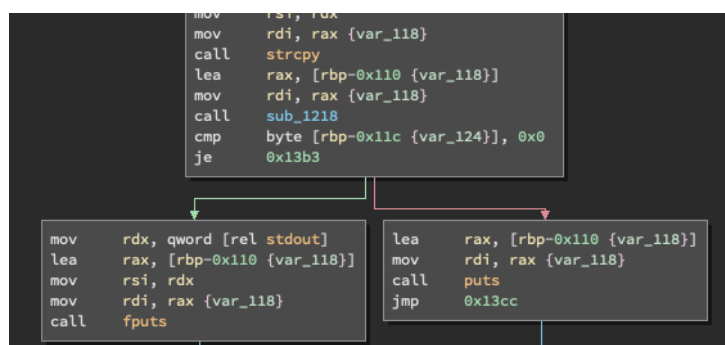 mov rsi, rdx
mov rdi, rax {var_118}
call strcpy
lea rax, [rbp-0x110 {var_118}]
mov rdi, rax {var_118}
call sub_1218
cmp byte [rbp-0x11c {var_124}], 0x0
je 0x13b3
mov rdx, qword [rel stdout]
lea rax, [rbp-0x110 {var_118}]
mov rsi, rdx
mov rdi, rax {var_118}
call fputs
lea rax, [rbp-0x110 {var_118}]
mov rdi, rax {var_118}
call puts
jmp 0x13cc